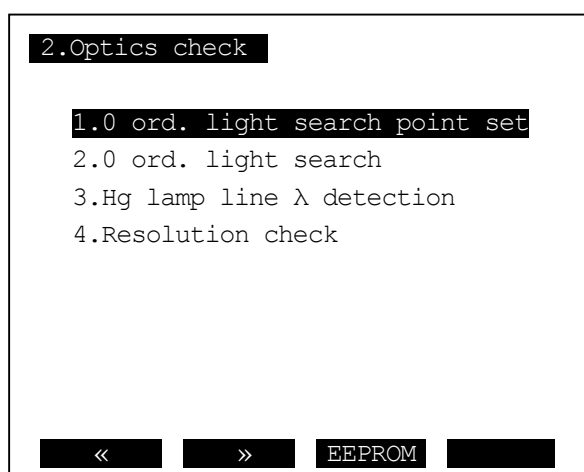 2.Optics check
1.0 ord. light search point set
2.0 ord. light search
3.Hg lamp line λ detection
4.Resolution check
« » EEPROM